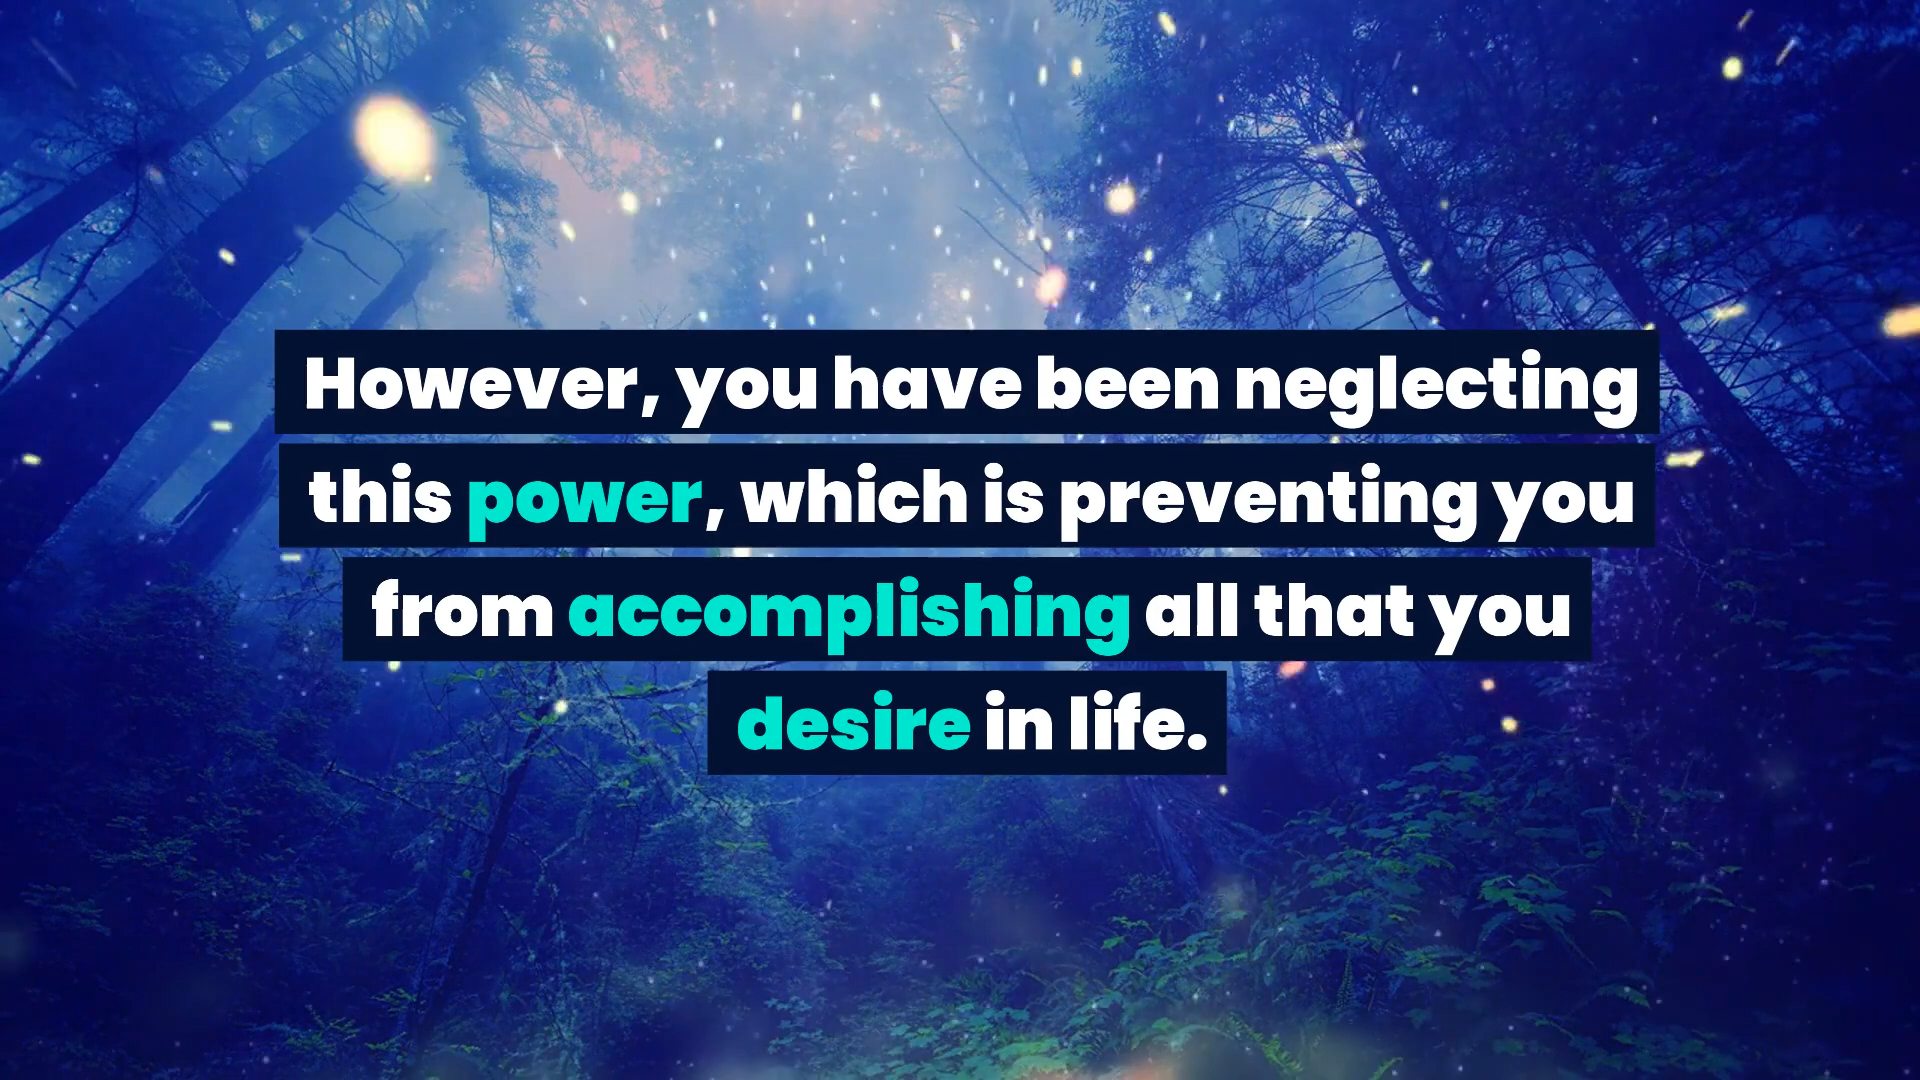 However, you have been neglecting
this power, which is preventing you
from accomplishing all that you
desire in life.